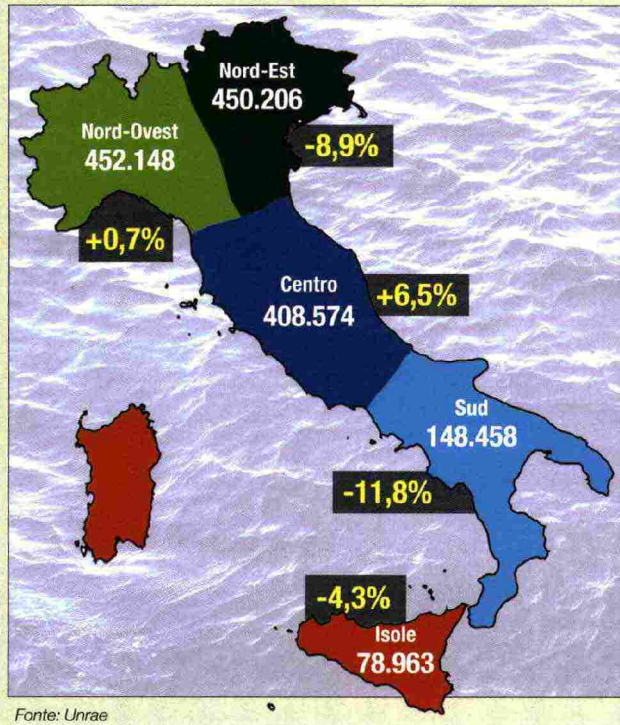 Nord-Est
450.206
-8,9%
Nord-Ovest
452.148
+0,7%
Centro
408.574
+6,5%
Sud
148.458
-11,8%
-4,3%
Isole
78.963
Fonte: Unrae